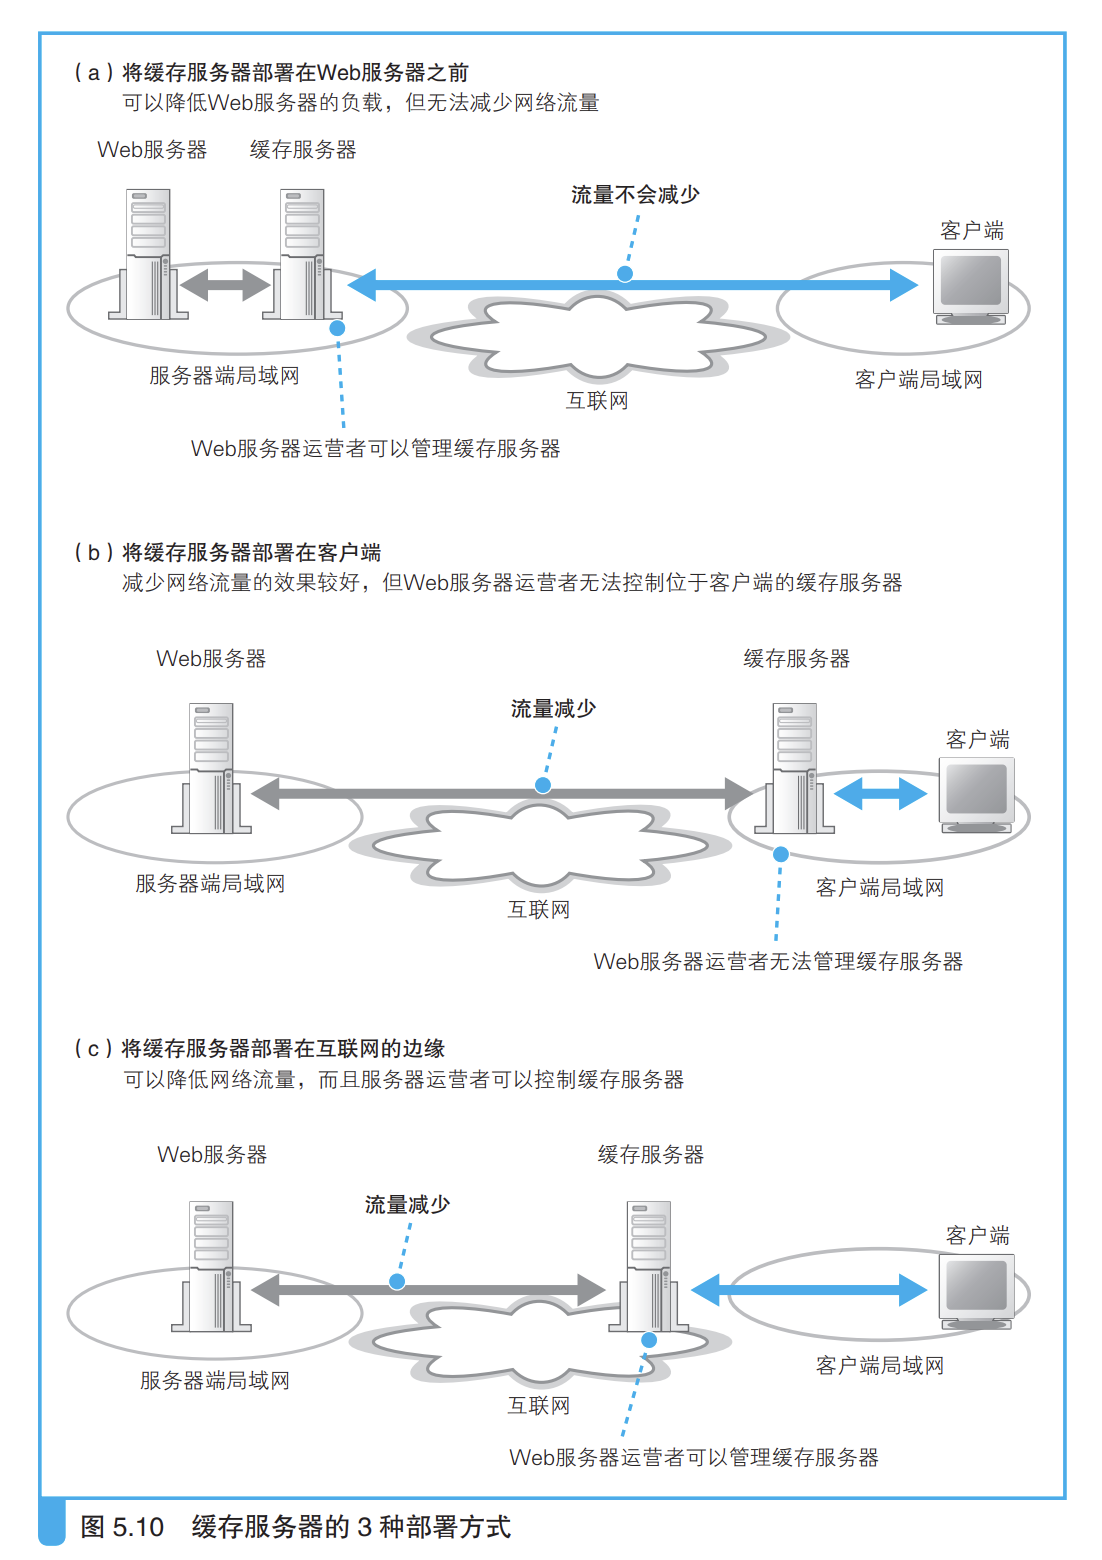 （a）将缓存服务器部署在Web服务器之前
可以降低Web服务器的负载，但无法减少网络流量
Web服务器
缓存服务器
流量不会减少
客户端
服务器端局域网
互联网
客户端局域网
Web服务器运营者可以管理缓存服务器
（b）将缓存服务器部署在客户端
减少网络流量的效果较好，但Web服务器运营者无法控制位于客户端的缓存服务器
Web服务器
缓存服务器
流量减少
客户端
服务器端局域网
互联网
客户端局域网
Web服务器运营者无法管理缓存服务器
（c）将缓存服务器部署在互联网的边缘
可以降低网络流量，而且服务器运营者可以控制缓存服务器
Web服务器
缓存服务器
流量减少
客户端
服务器端局域网
互联网
客户端局域网
Web服务器运营者可以管理缓存服务器
图 5.10 缓存服务器的 3 种部署方式